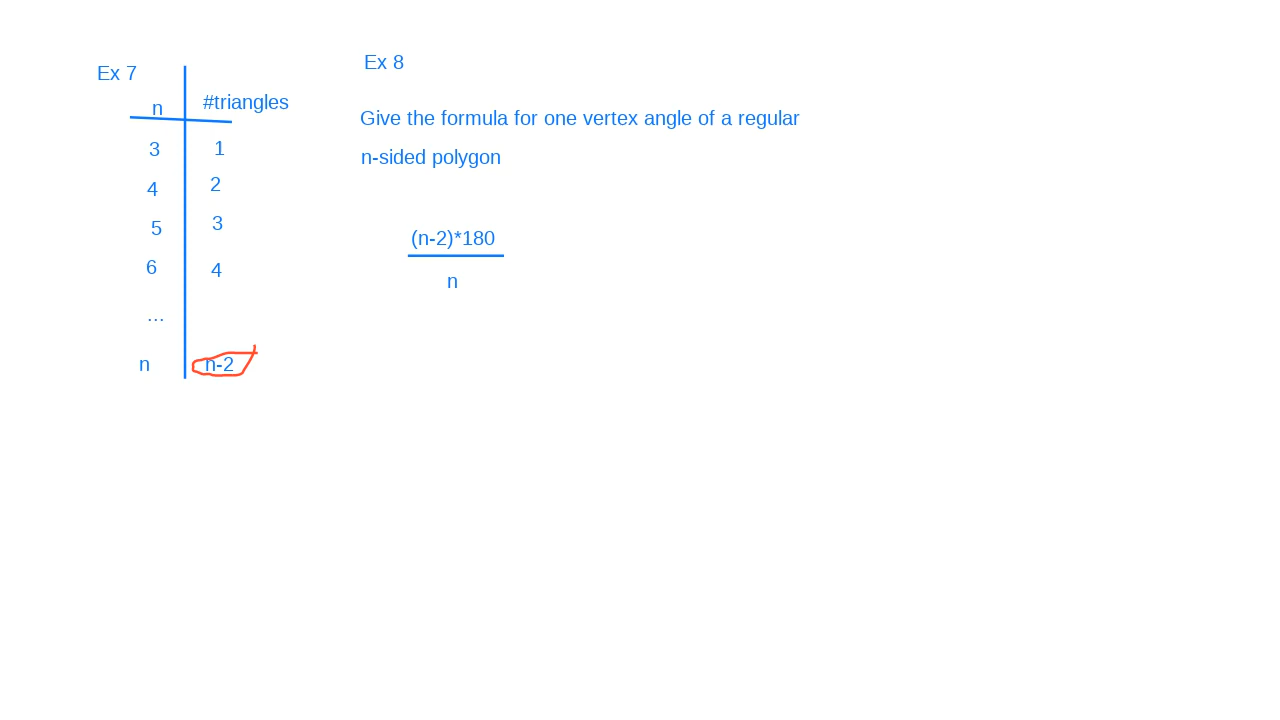 Ex 7
n #triangles
3 1
4 2
5 3
6 4
...
n n-2
Ex 8
Give the formula for one vertex angle of a regular
n-sided polygon
(n-2)*180
n